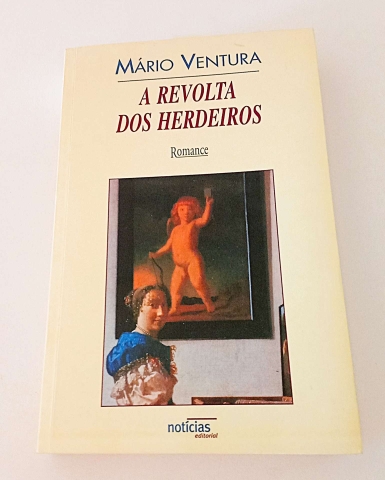 MÁRIO VENTURA
A REVOLTA
DOS HERDEIROS
Romance
notícias
editorial